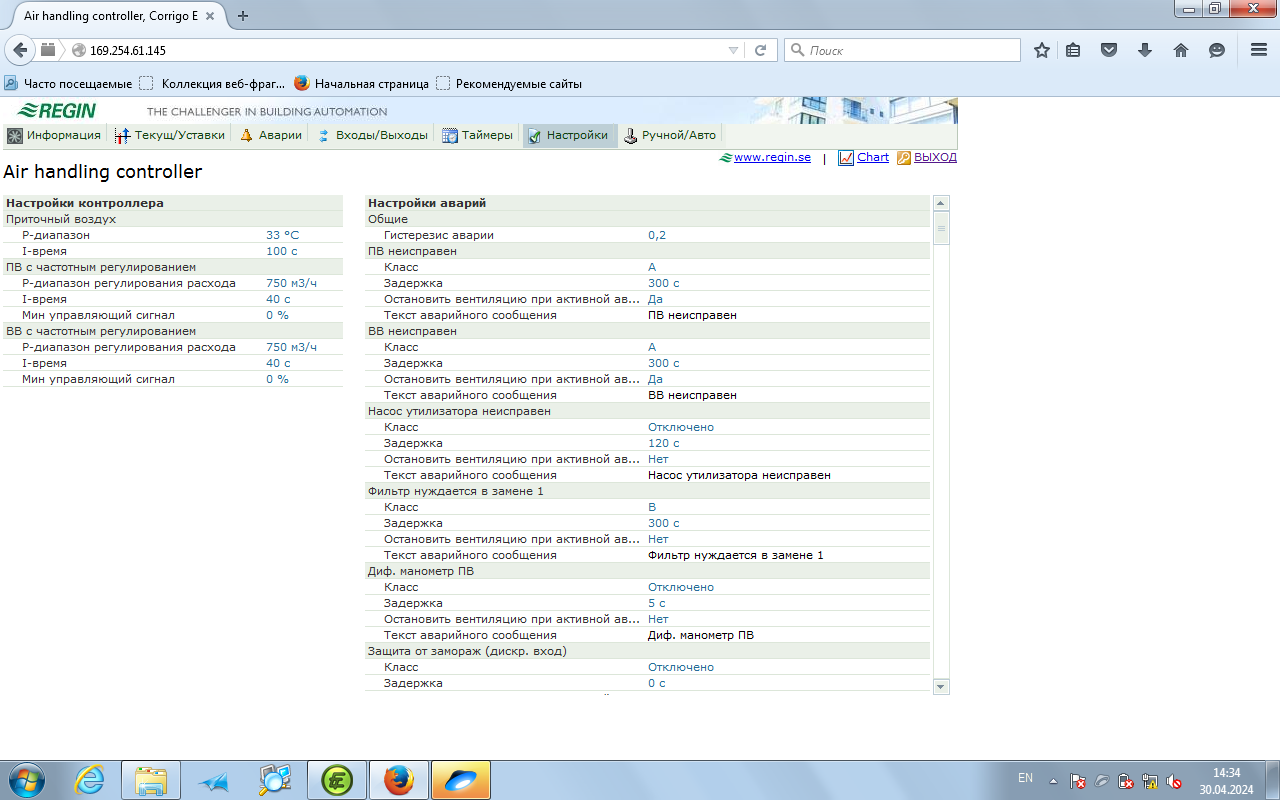 Air handling controller, Corrigo E
169.254.61.145
Поиск
Часто посещаемые
Коллекция веб-фраг...
Начальная страница
Рекомендуемые сайты
REGIN
THE CHALLENGER IN BUILDING AUTOMATION
Информация
Текущ/Уставки
Аварии
Входы/Выходы
Таймеры
Настройки
Ручной/Авто
www.regin.se | Chart ВЫХОД
Air handling controller
Настройки контроллера
Приточный воздух
P-диапазон 33 °C
I-время 100 с
ПВ с частотным регулированием
P-диапазон регулирования расхода 750 м3/ч
I-время 40 с
Мин управляющий сигнал 0 %
ВВ с частотным регулированием
P-диапазон регулирования расхода 750 м3/ч
I-время 40 с
Мин управляющий сигнал 0 %
Настройки аварий
Общие
Гистерезис аварии 0,2
ПВ неисправен
Класс A
Задержка 300 с
Остановить вентиляцию при активной ав... Да
Текст аварийного сообщения ПВ неисправен
ВВ неисправен
Класс A
Задержка 300 с
Остановить вентиляцию при активной ав... Да
Текст аварийного сообщения ВВ неисправен
Насос утилизатора неисправен
Класс Отключено
Задержка 120 с
Остановить вентиляцию при активной ав... Нет
Текст аварийного сообщения Насос утилизатора неисправен
Фильтр нуждается в замене 1
Класс B
Задержка 300 с
Остановить вентиляцию при активной ав... Нет
Текст аварийного сообщения Фильтр нуждается в замене 1
Диф. манометр ПВ
Класс Отключено
Задержка 5 с
Остановить вентиляцию при активной ав... Нет
Текст аварийного сообщения Диф. манометр ПВ
Защита от замораж (дискр. вход)
Класс Отключено
Задержка 0 с
EN
14:34
30.04.2024